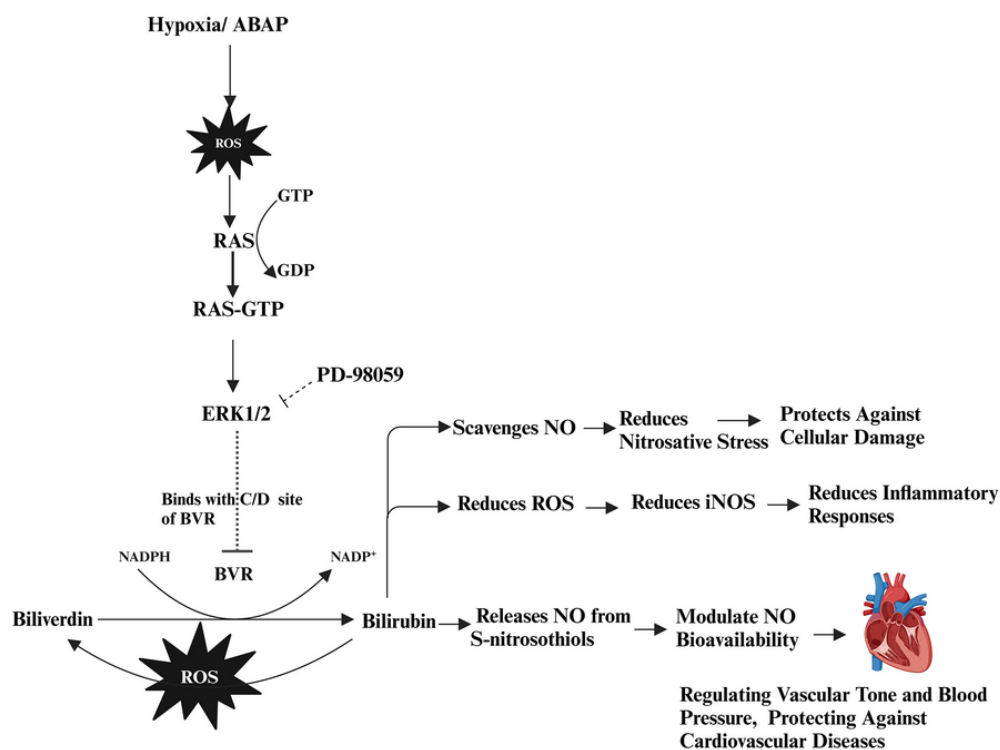 Hypoxia/ ABAP
ROS
GTP
RAS
GDP
RAS-GTP
PD-98059
ERK1/2
Binds with C/D site
of BVR
NADPH
NADP⁺
BVR
Biliverdin
Bilirubin
ROS
Scavenges NO
Reduces
Nitrosative Stress
Protects Against
Cellular Damage
Reduces ROS
Reduces iNOS
Reduces Inflammatory
Responses
Releases NO from
S-nitrosothiols
Modulate NO
Bioavailability
Regulating Vascular Tone and Blood
Pressure, Protecting Against
Cardiovascular Diseases